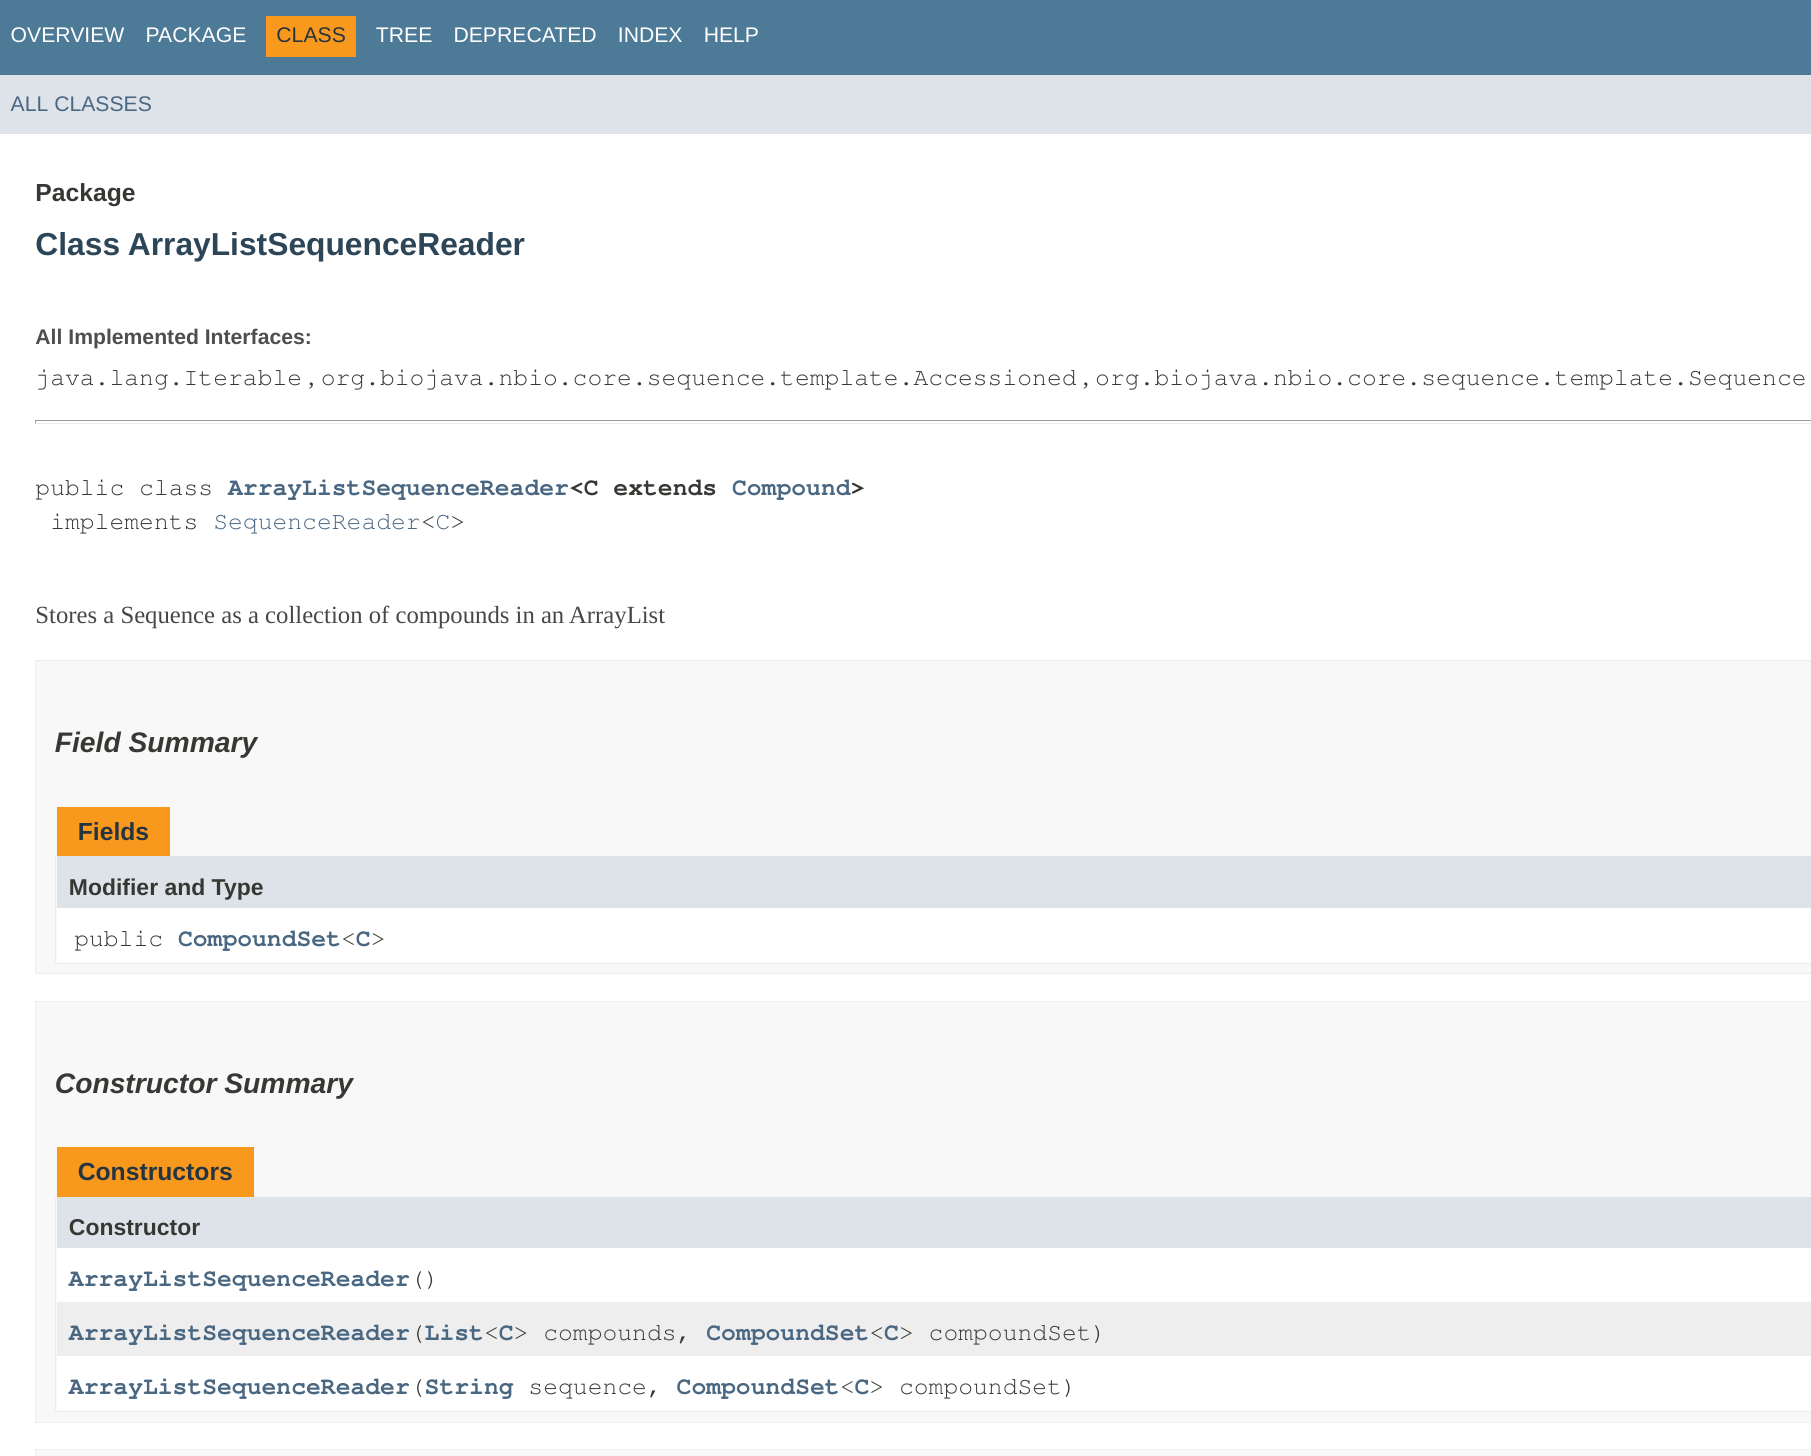 OVERVIEW PACKAGE CLASS TREE DEPRECATED INDEX HELP
ALL CLASSES
Package
Class ArrayListSequenceReader
All Implemented Interfaces:
java.lang.Iterable,org.biojava.nbio.core.sequence.template.Accessioned,org.biojava.nbio.core.sequence.template.Sequence
public class ArrayListSequenceReader<C extends Compound>
implements SequenceReader<C>
Stores a Sequence as a collection of compounds in an ArrayList
Field Summary
Fields
Modifier and Type
public CompoundSet<C>
Constructor Summary
Constructors
Constructor
ArrayListSequenceReader()
ArrayListSequenceReader(List<C> compounds, CompoundSet<C> compoundSet)
ArrayListSequenceReader(String sequence, CompoundSet<C> compoundSet)